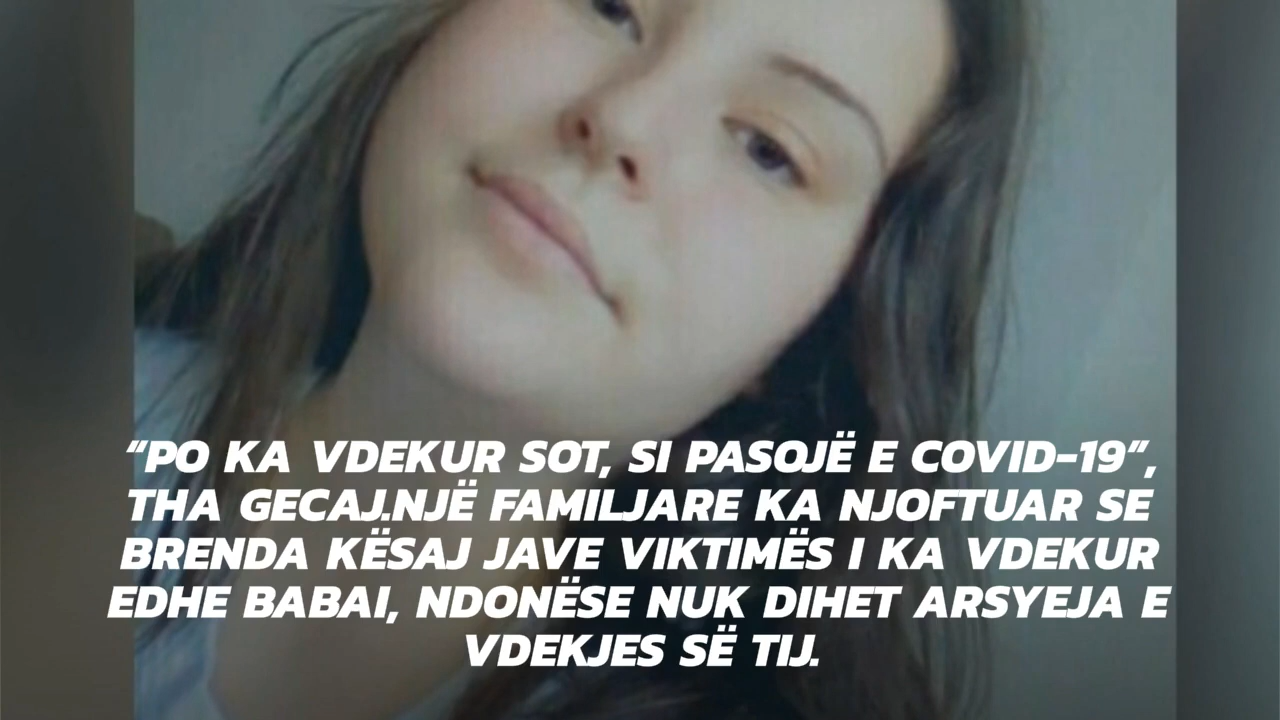 “PO KA VDEKUR SOT, SI PASOJË E COVID-19”,
THA GECAJ.NJË FAMILJARE KA NJOFTUAR SE
BRENDA KËSAJ JAVE VIKTIMËS I KA VDEKUR
EDHE BABAI, NDONËSE NUK DIHET ARSYEJA E
VDEKJES SË TIJ.